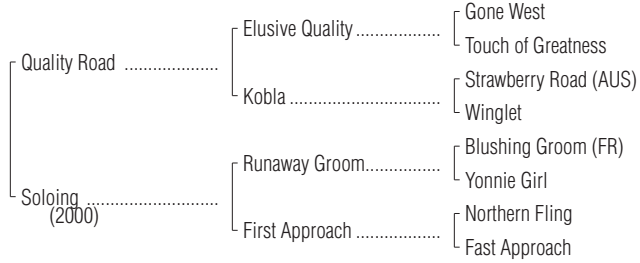 Gone West
Elusive Quality ..................
Touch of Greatness
Quality Road ....................
Strawberry Road (AUS)
Kobla ................................
Winglet
Blushing Groom (FR)
Runaway Groom...............
Yonnie Girl
Soloing ............................
(2000)
Northern Fling
First Approach ..................
Fast Approach